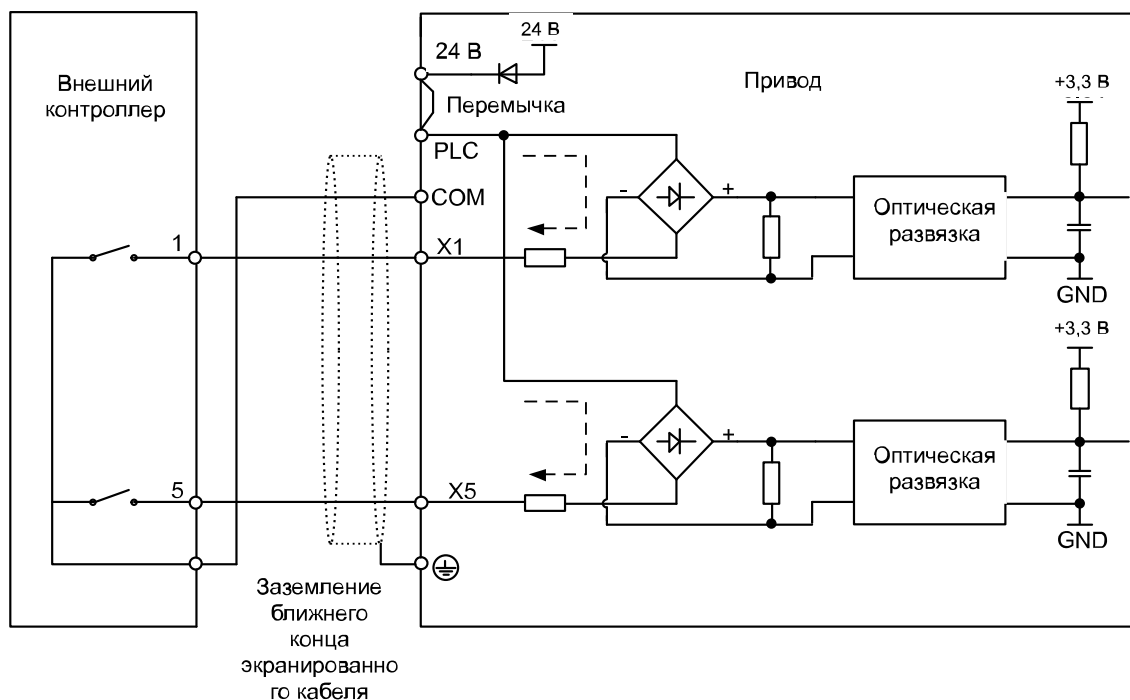 Внешний
контроллер
1
5
24 В
24 В
Перемычка
PLC
COM
X1
X5
Привод
-
+
Оптическая
развязка
+3,3 В
GND
-
+
Оптическая
развязка
+3,3 В
GND
Заземление
ближнего
конца
экранированно
го кабеля